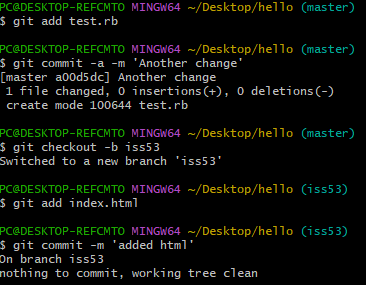 PC@DESKTOP-REFCMTO MINGW64 ~/Desktop/hello (master)
$ git add test.rb
PC@DESKTOP-REFCMTO MINGW64 ~/Desktop/hello (master)
$ git commit -a -m 'Another change'
[master a00d5dc] Another change
1 file changed, 0 insertions(+), 0 deletions(-)
create mode 100644 test.rb
PC@DESKTOP-REFCMTO MINGW64 ~/Desktop/hello (master)
$ git checkout -b iss53
Switched to a new branch 'iss53'
PC@DESKTOP-REFCMTO MINGW64 ~/Desktop/hello (iss53)
$ git add index.html
PC@DESKTOP-REFCMTO MINGW64 ~/Desktop/hello (iss53)
$ git commit -m 'added html'
On branch iss53
nothing to commit, working tree clean